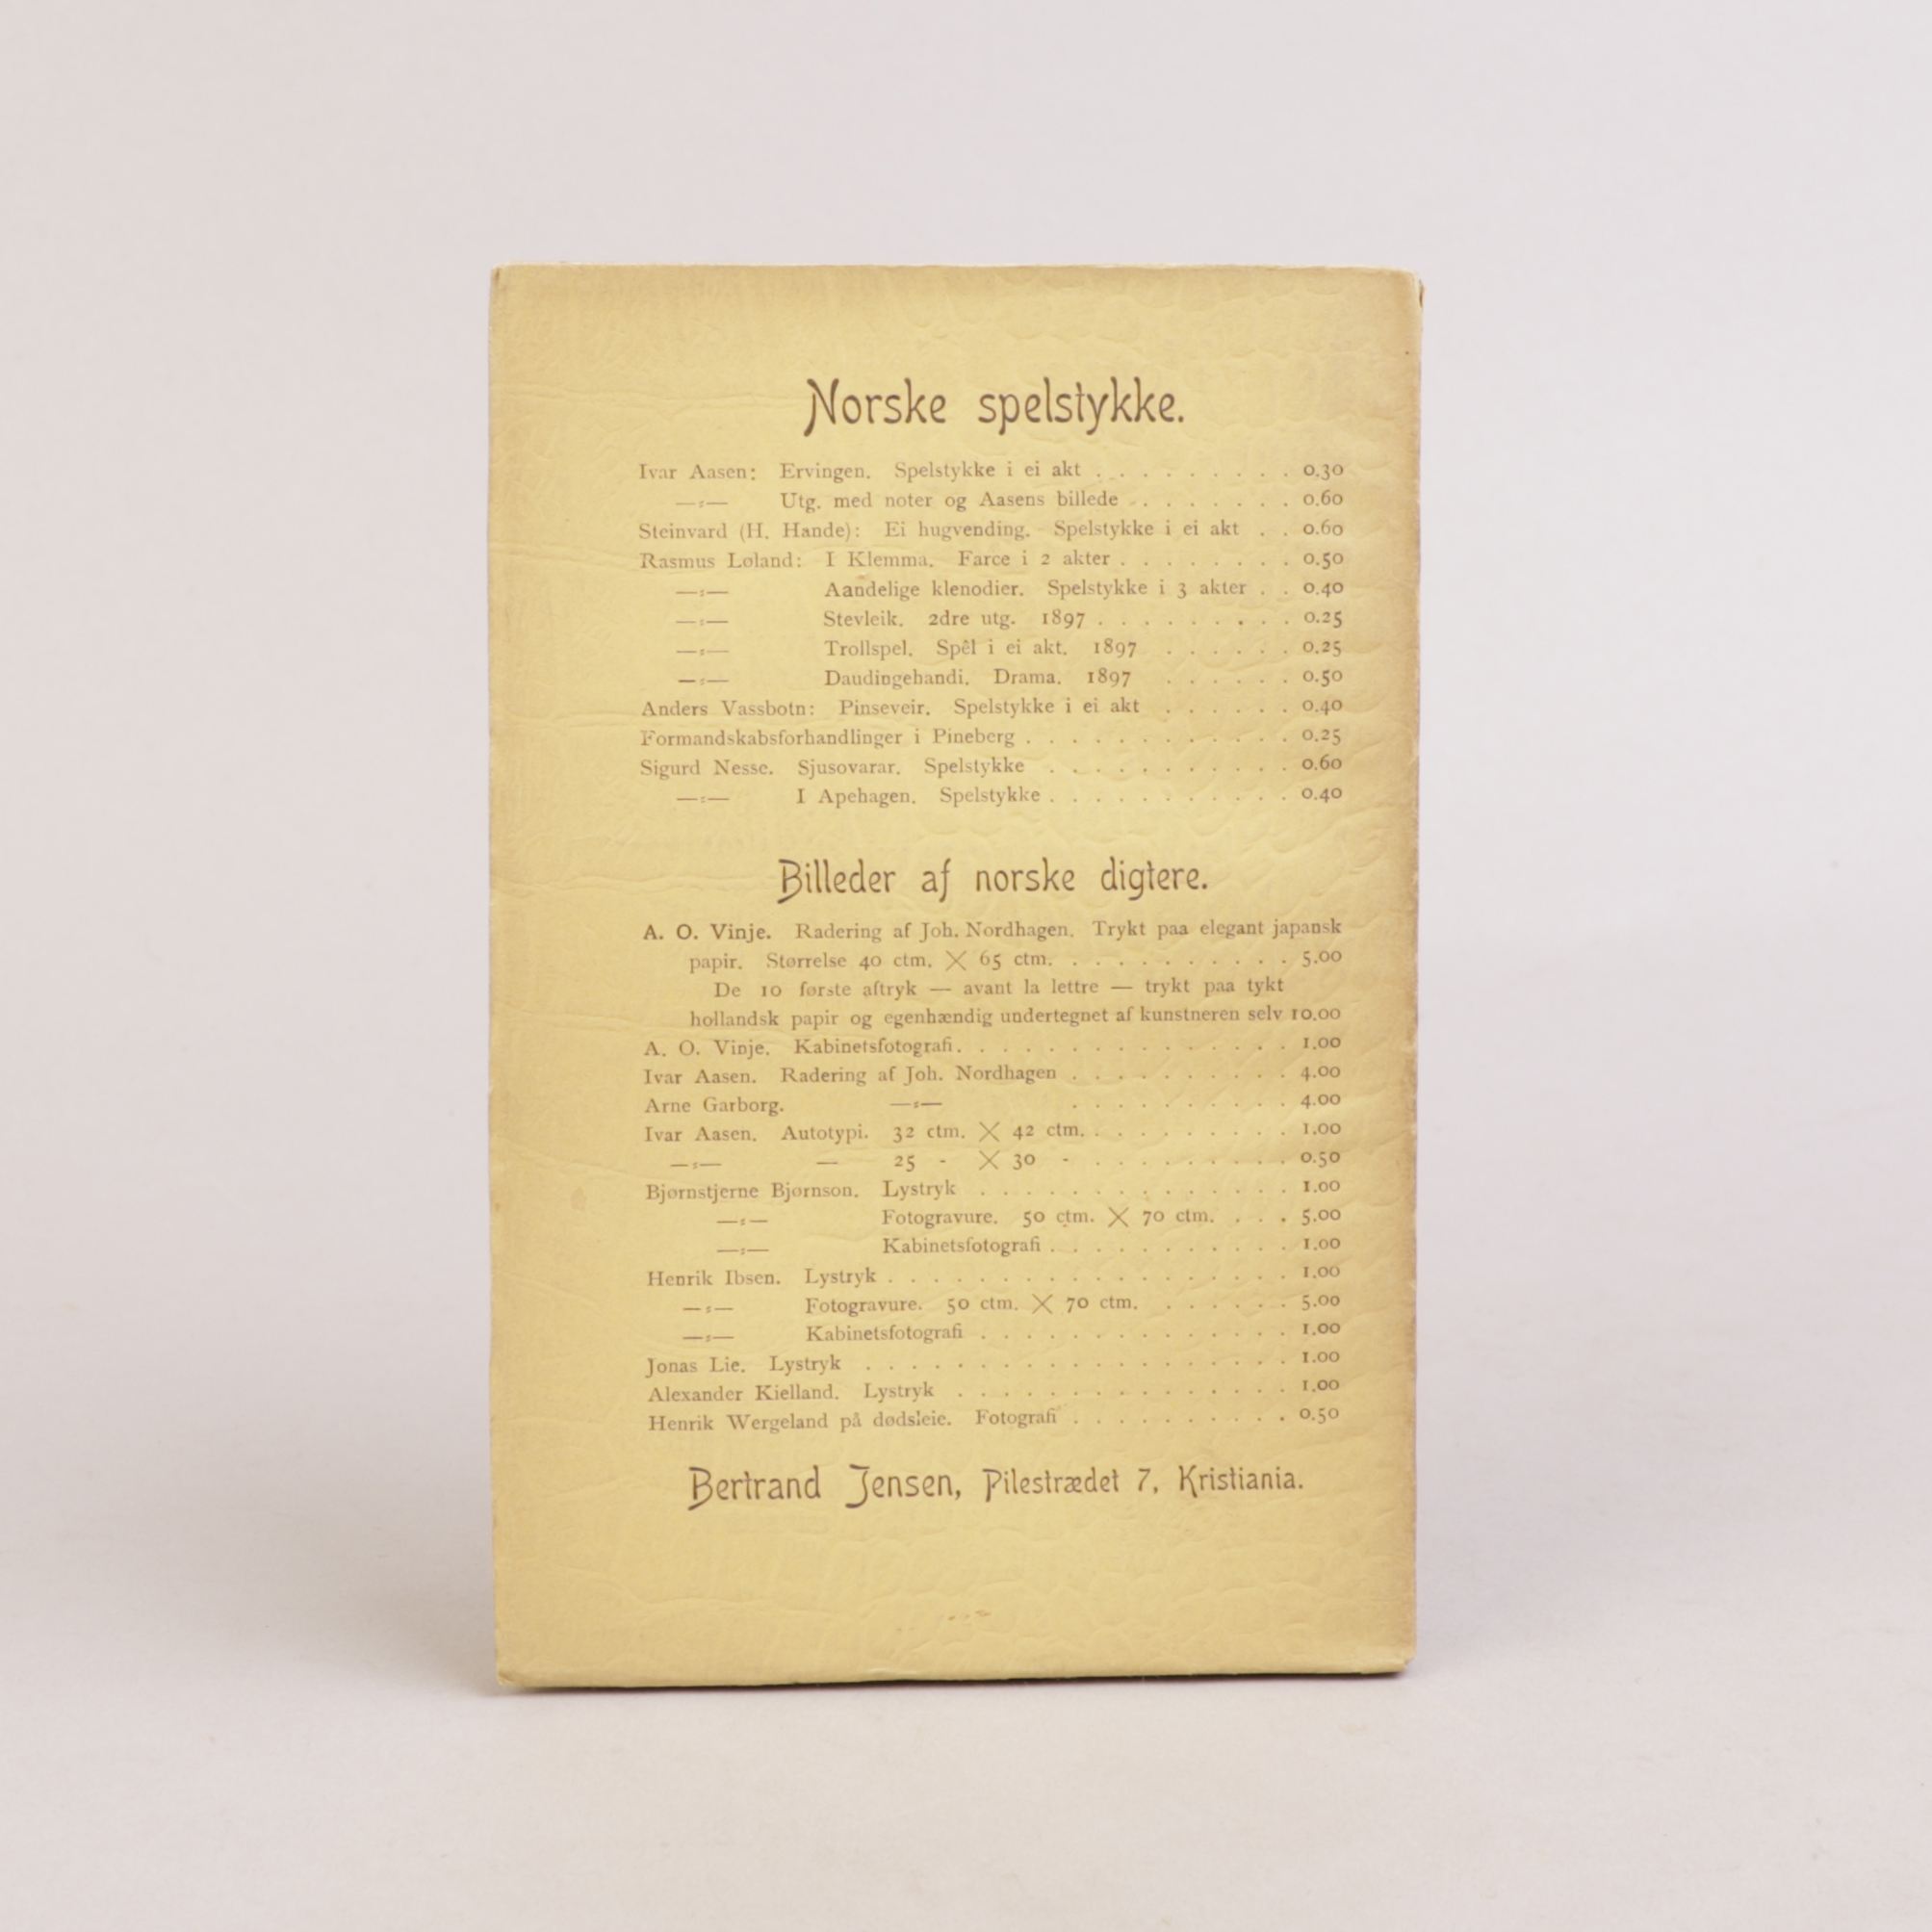 Norske spelstykke.
Ivar Aasen: Ervingen. Spelstykke i ei akt . . . . . . . . . 0.30
—:— Utg. med noter og Aasens billede . . . . . . . 0.60
Steinvard (H. Hande): Ei hugvending. Spelstykke i ei akt . . 0.60
Rasmus Løland: I Klemma. Farce i 2 akter . . . . . . . . 0.50
—:— Aandelige klenodier. Spelstykke i 3 akter . . 0.40
—:— Stevleik. 2dre utg. 1897 . . . . . . . . . 0.25
—:— Trollspel. Spêl i ei akt. 1897 . . . . . . 0.25
—:— Daudingehandi. Drama. 1897 . . . . . . 0.50
Anders Vassbotn: Pinseveir. Spelstykke i ei akt . . . . . . 0.40
Formandskabsforhandlinger i Pineberg . . . . . . . . . . . . 0.25
Sigurd Nesse. Sjusovarar. Spelstykke . . . . . . . . . . . 0.60
—:— I Apehagen. Spelstykke . . . . . . . . . . . 0.40
Billeder af norske digtere.
A. O. Vinje. Radering af Joh. Nordhagen. Trykt paa elegant japansk
papir. Størrelse 40 ctm. × 65 ctm. . . . . . . . . . . 5.00
De 10 første aftryk — avant la lettre — trykt paa tykt
hollandsk papir og egenhændig undertegnet af kunstneren selv 10.00
A. O. Vinje. Kabinetsfotografi. . . . . . . . . . . . . . . 1.00
Ivar Aasen. Radering af Joh. Nordhagen . . . . . . . . . . 4.00
Arne Garborg. —:— . . . . . . . . . . 4.00
Ivar Aasen. Autotypi. 32 ctm. × 42 ctm. . . . . . . . . . 1.00
—:— — 25 - × 30 - . . . . . . . . . 0.50
Bjørnstjerne Bjørnson. Lystryk . . . . . . . . . . . . . . 1.00
—:— Fotogravure. 50 ctm. × 70 ctm. . . . 5.00
—:— Kabinetsfotografi . . . . . . . . . . . 1.00
Henrik Ibsen. Lystryk . . . . . . . . . . . . . . . . . . 1.00
—:— Fotogravure. 50 ctm. × 70 ctm. . . . . . . 5.00
—:— Kabinetsfotografi . . . . . . . . . . . . . . 1.00
Jonas Lie. Lystryk . . . . . . . . . . . . . . . . . . . 1.00
Alexander Kielland. Lystryk . . . . . . . . . . . . . . . 1.00
Henrik Wergeland på dødsleie. Fotografi . . . . . . . . . . 0.50
Bertrand Jensen, Pilestrædet 7, Kristiania.